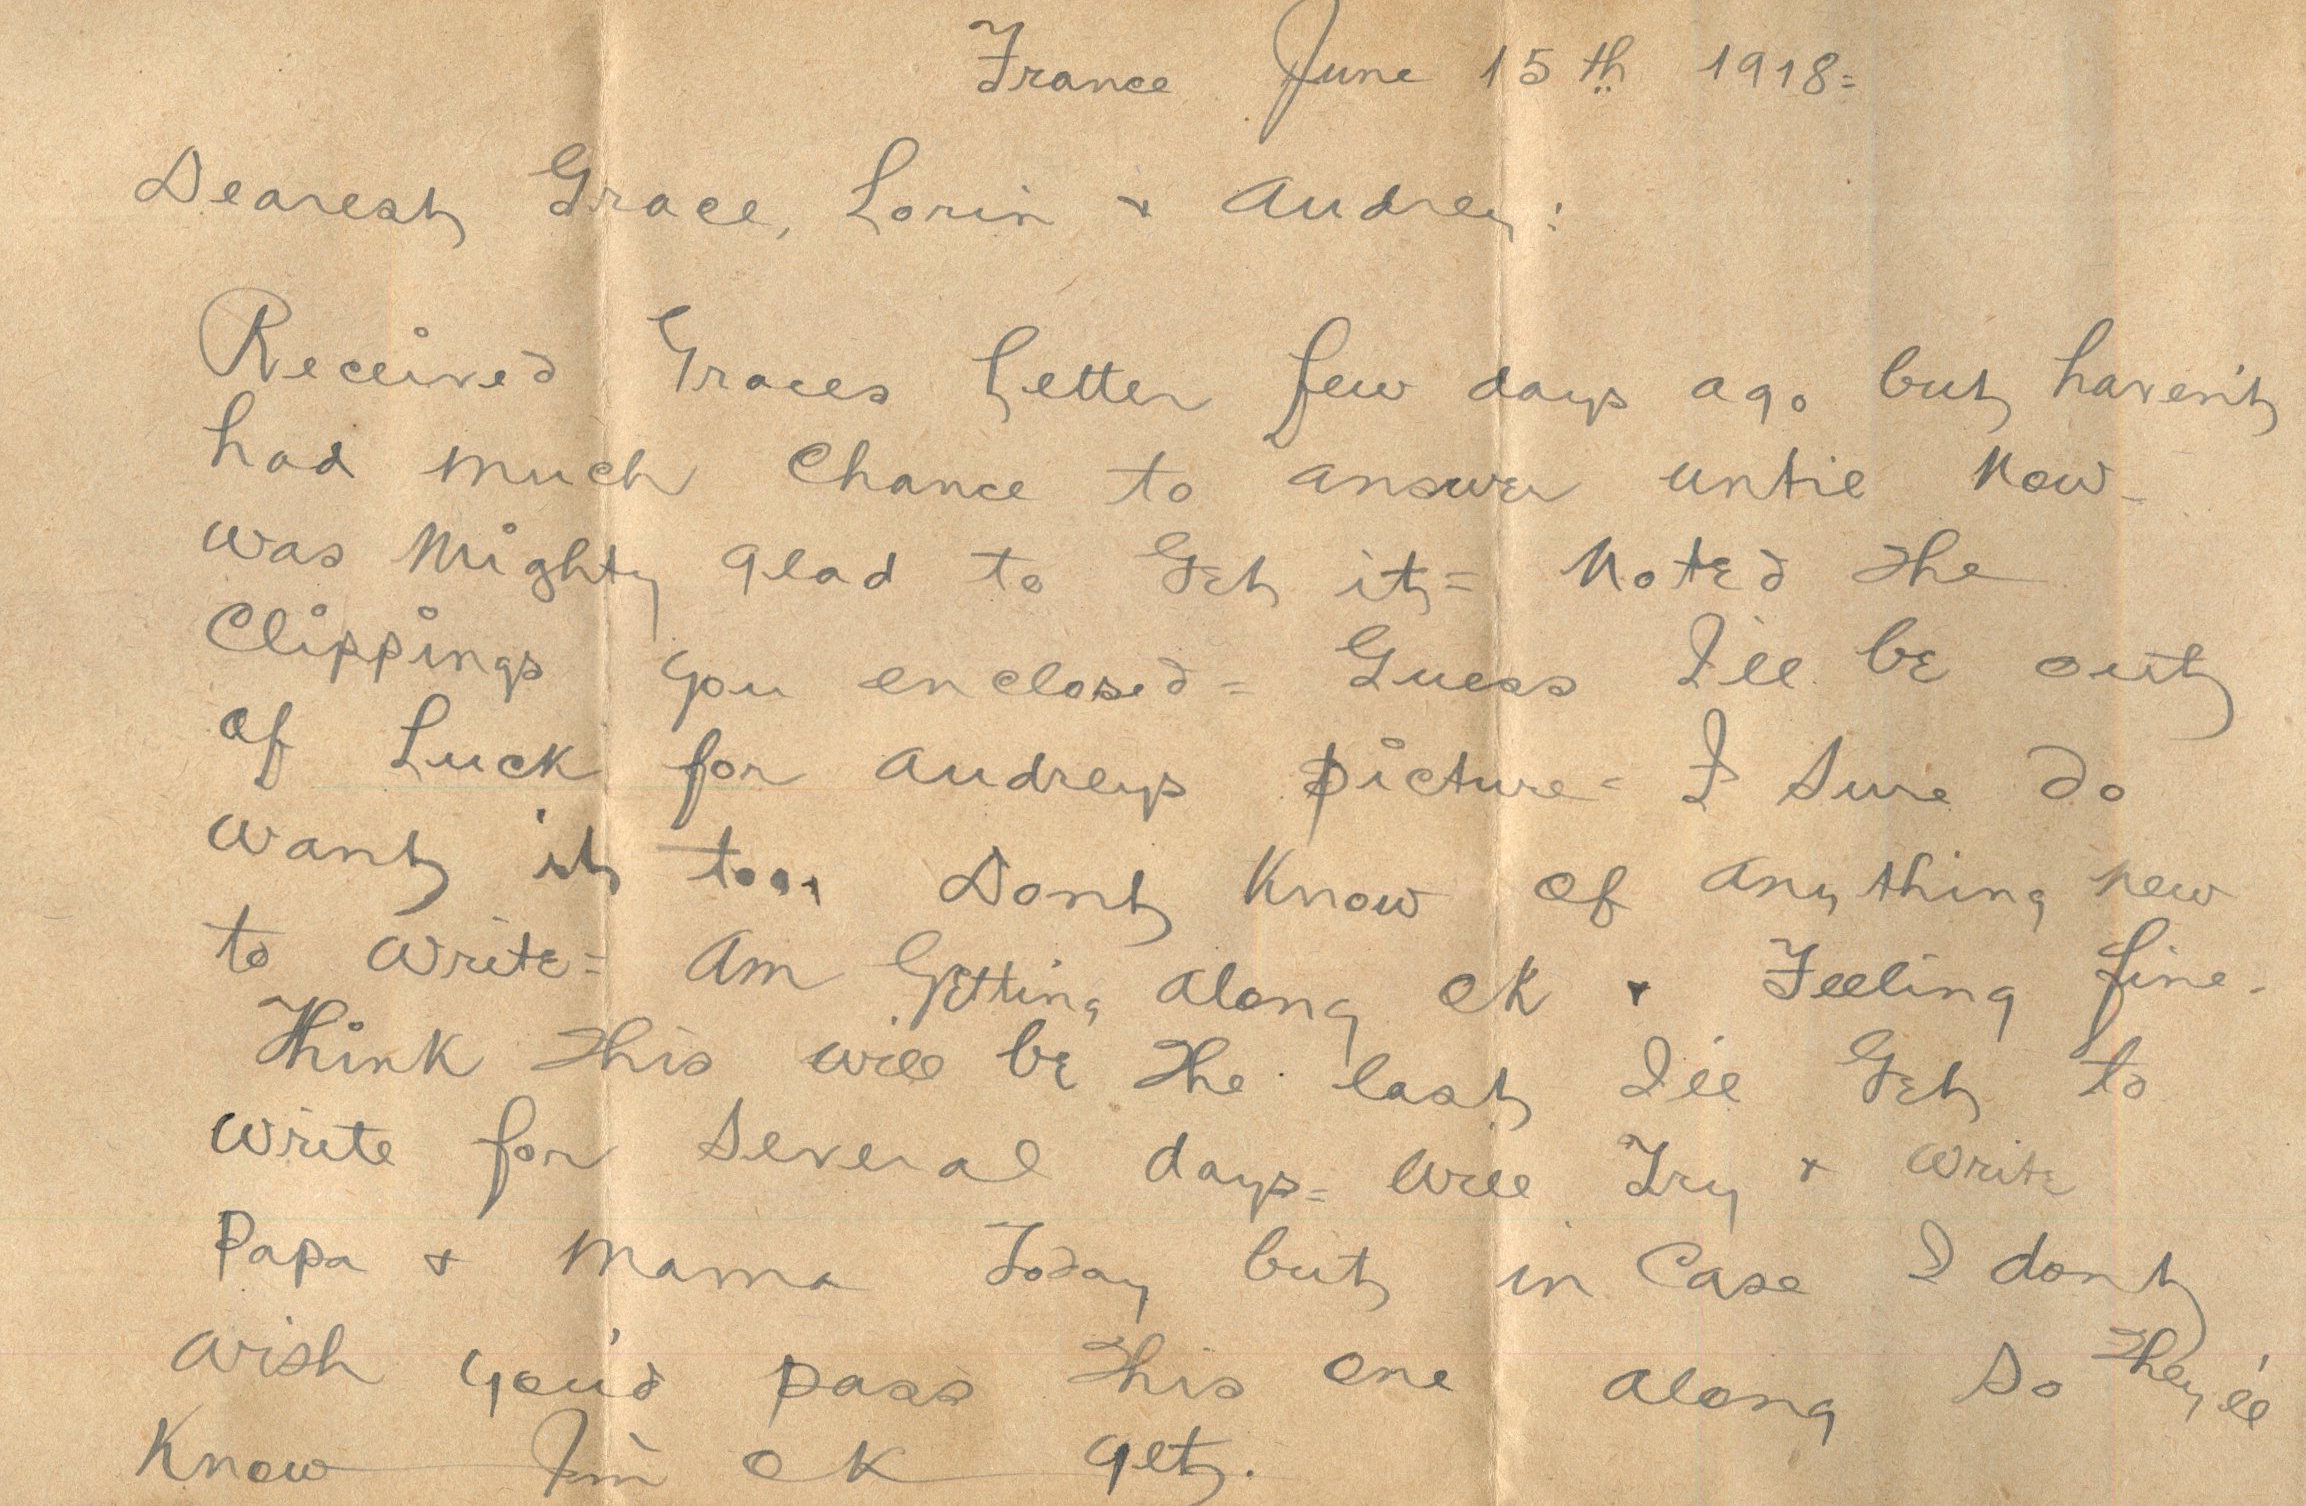 France June 15th 1918=
Dearest Grace, Lorin + Audrey:
Received Graces Letter few days ago but haven't
had much Chance to answer until Now-
was Mighty glad to Get it= Noted the
Clippings you enclosed= Guess I'll be out
of Luck for Audreys picture= I Sure do
want it too. Dont Know of anything new
to write= Am Getting along OK + Feeling fine-
Think this will be the last I'll Get to
write for Several days= Will Try + write
Papa + Mama Today but in Case I dont
wish you'd pass this one along So they'll
Know I'm OK yet.